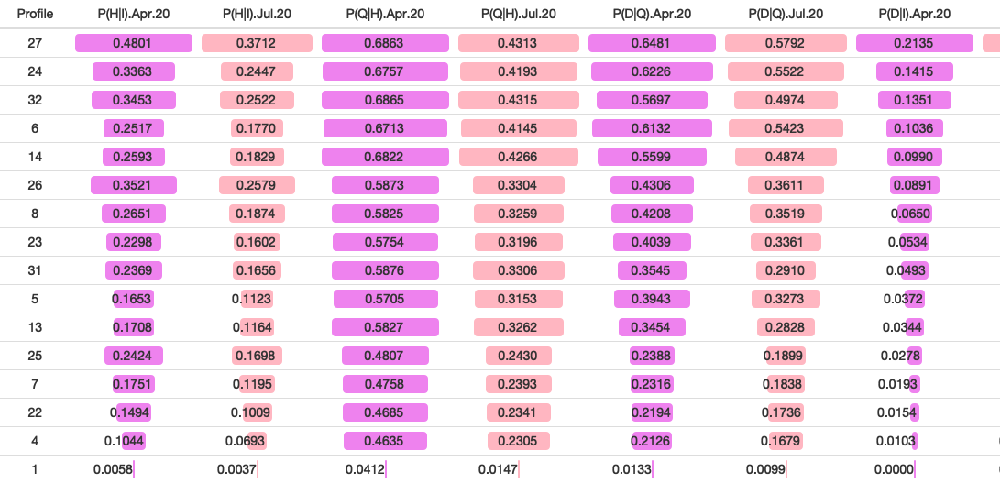 Profile P(H|I).Apr.20 P(H|I).Jul.20 P(Q|H).Apr.20 P(Q|H).Jul.20 P(D|Q).Apr.20 P(D|Q).Jul.20 P(D|I).Apr.20
27 0.4801 0.3712 0.6863 0.4313 0.6481 0.5792 0.2135
24 0.3363 0.2447 0.6757 0.4193 0.6226 0.5522 0.1415
32 0.3453 0.2522 0.6865 0.4315 0.5697 0.4974 0.1351
6 0.2517 0.1770 0.6713 0.4145 0.6132 0.5423 0.1036
14 0.2593 0.1829 0.6822 0.4266 0.5599 0.4874 0.0990
26 0.3521 0.2579 0.5873 0.3304 0.4306 0.3611 0.0891
8 0.2651 0.1874 0.5825 0.3259 0.4208 0.3519 0.0650
23 0.2298 0.1602 0.5754 0.3196 0.4039 0.3361 0.0534
31 0.2369 0.1656 0.5876 0.3306 0.3545 0.2910 0.0493
5 0.1653 0.1123 0.5705 0.3153 0.3943 0.3273 0.0372
13 0.1708 0.1164 0.5827 0.3262 0.3454 0.2828 0.0344
25 0.2424 0.1698 0.4807 0.2430 0.2388 0.1899 0.0278
7 0.1751 0.1195 0.4758 0.2393 0.2316 0.1838 0.0193
22 0.1494 0.1009 0.4685 0.2341 0.2194 0.1736 0.0154
4 0.1044 0.0693 0.4635 0.2305 0.2126 0.1679 0.0103
1 0.0058 0.0037 0.0412 0.0147 0.0133 0.0099 0.0000